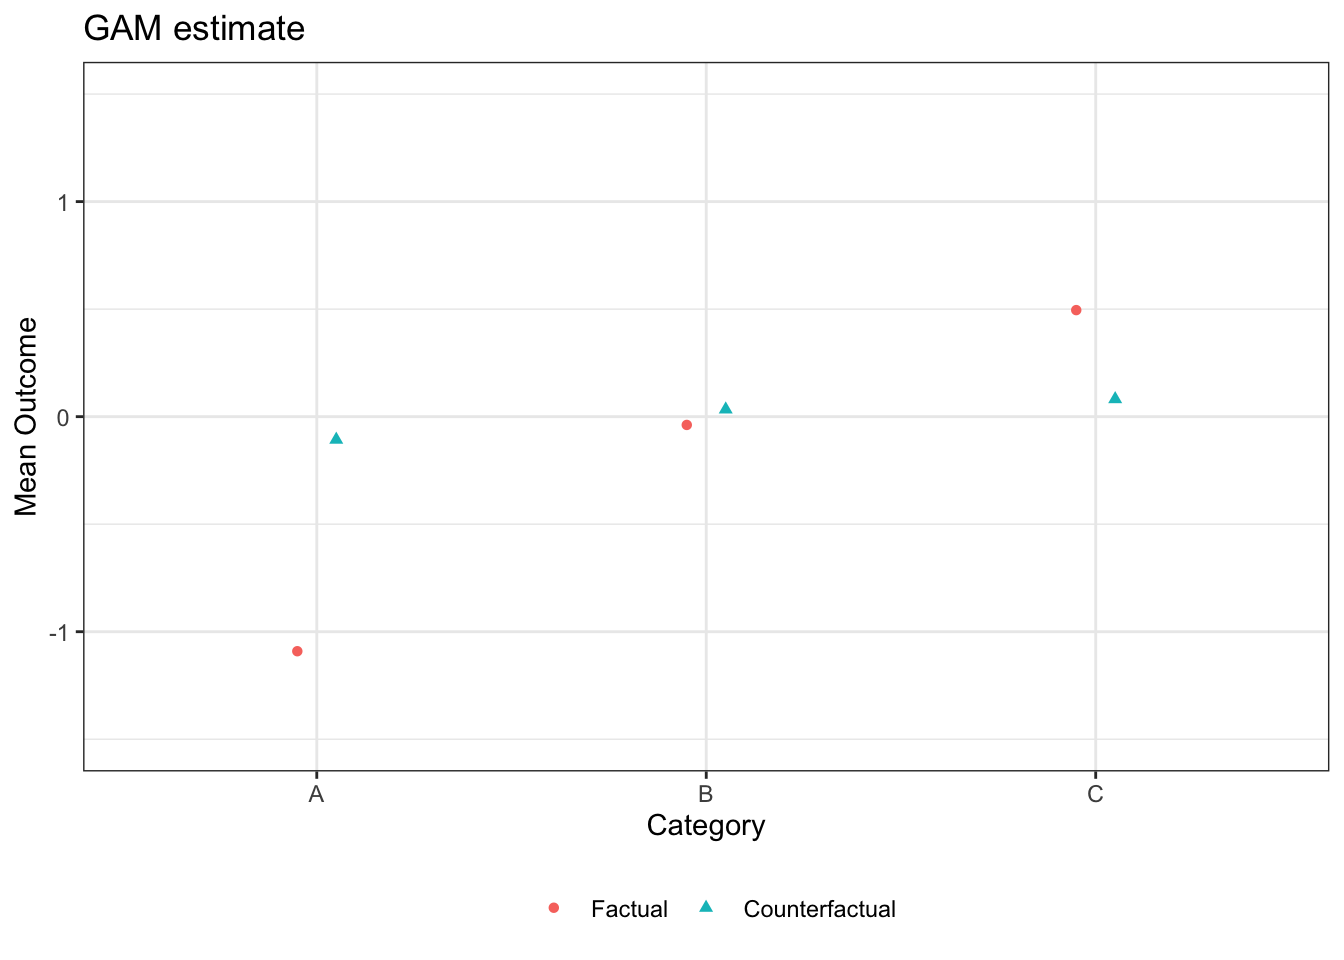 GAM estimate
Mean Outcome
1
0
-1
A B C
Category
Factual Counterfactual